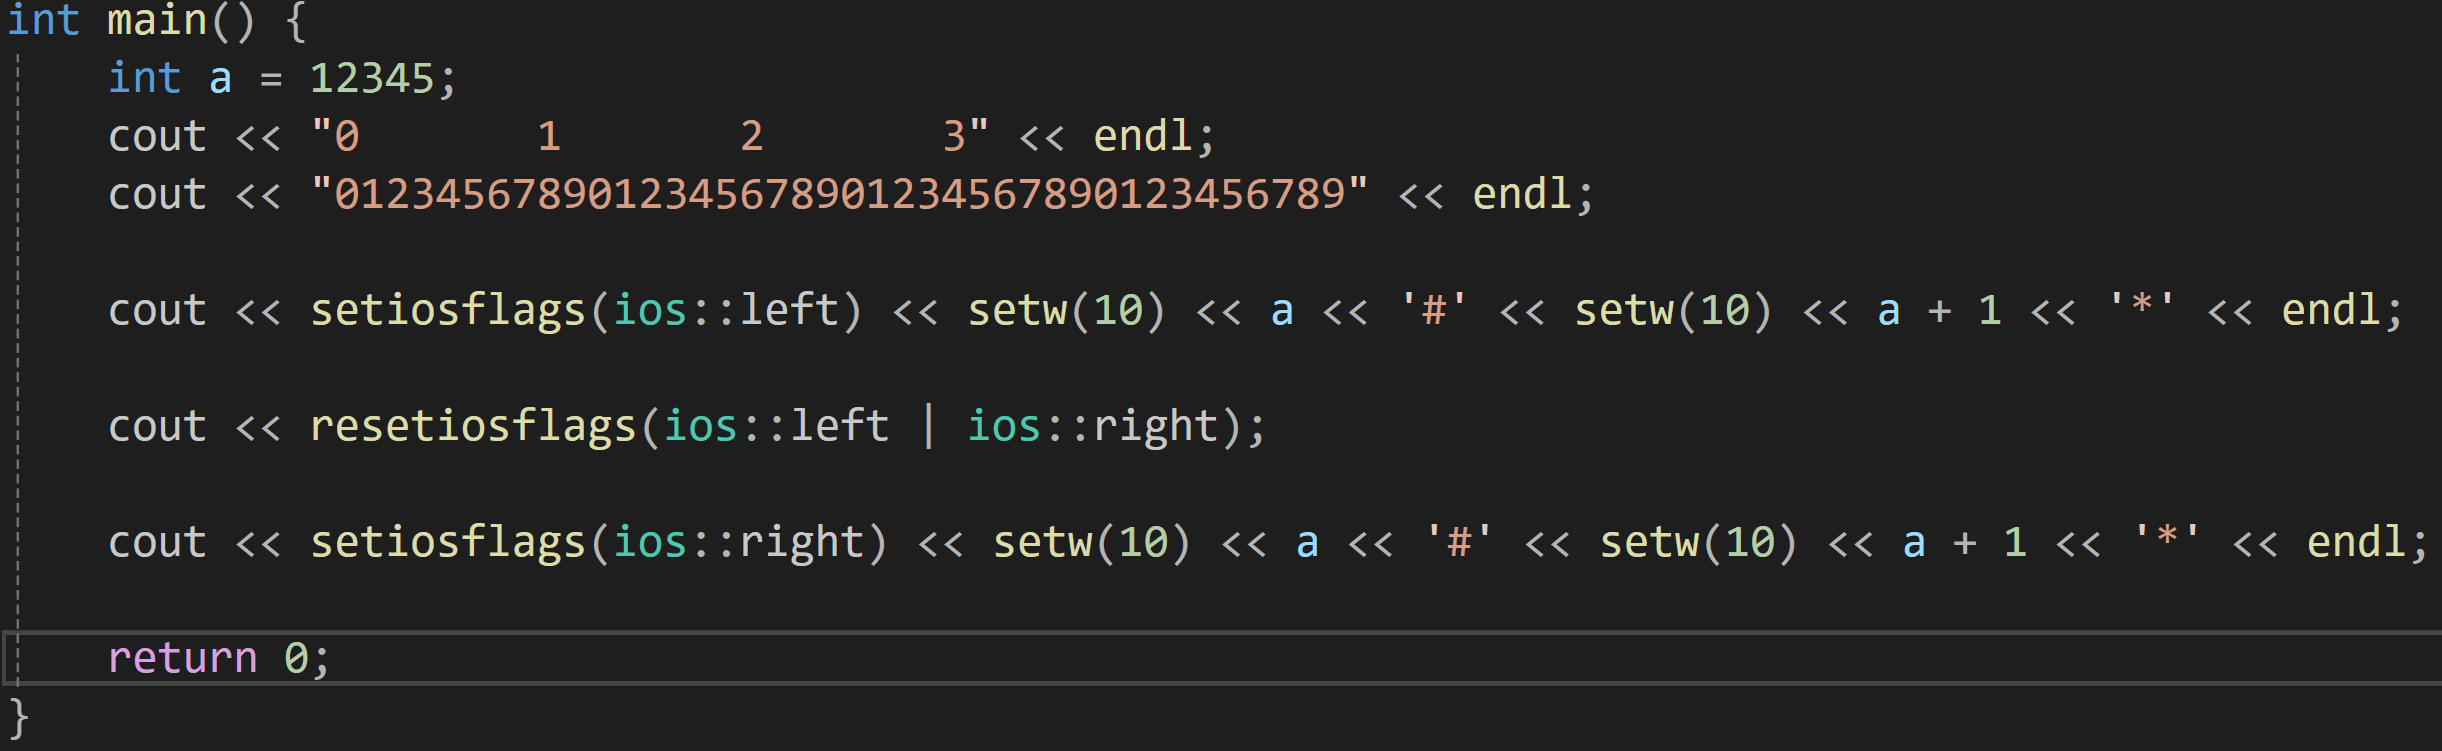 int main() {
    int a = 12345;
    cout << "0       1       2       3" << endl;
    cout << "0123456789012345678901234567890123456789" << endl;

    cout << setiosflags(ios::left) << setw(10) << a << '#' << setw(10) << a + 1 << '*' << endl;

    cout << resetiosflags(ios::left | ios::right);

    cout << setiosflags(ios::right) << setw(10) << a << '#' << setw(10) << a + 1 << '*' << endl;

    return 0;
}